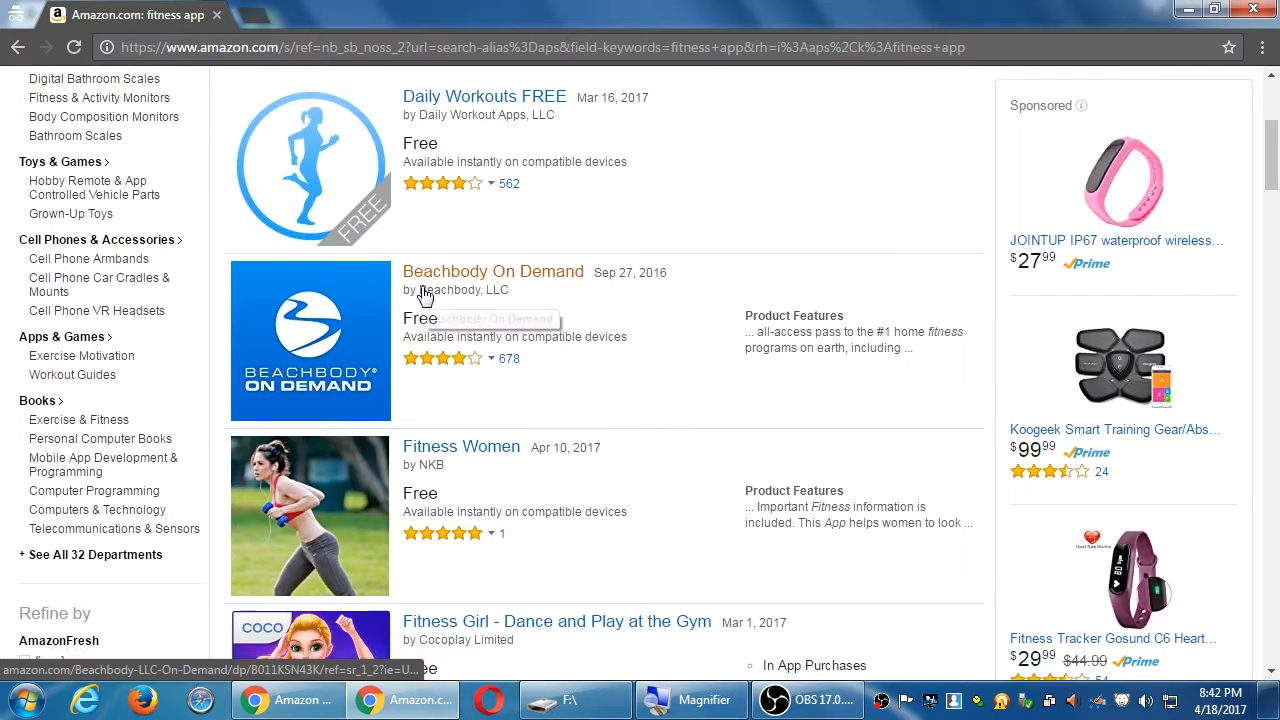 Amazon.com: fitness app
https://www.amazon.com/s/ref=nb_sb_noss_2?url=search-alias%3Daps&field-keywords=fitness+app&rh=i%3Aaps%2Ck%3Afitness+app
Digital Bathroom Scales
Fitness & Activity Monitors
Body Composition Monitors
Bathroom Scales
Toys & Games
Hobby Remote & App
Controlled Vehicle Parts
Grown-Up Toys
Cell Phones & Accessories
Cell Phone Armbands
Cell Phone Car Cradles &
Mounts
Cell Phone VR Headsets
Apps & Games
Exercise Motivation
Workout Guides
Books
Exercise & Fitness
Personal Computer Books
Mobile App Development &
Programming
Computer Programming
Computers & Technology
Telecommunications & Sensors
+ See All 32 Departments
Refine by
AmazonFresh
FREE
Daily Workouts FREE Mar 16, 2017
by Daily Workout Apps, LLC
Free
Available instantly on compatible devices
562
BEACHBODY®
ON DEMAND
Beachbody On Demand Sep 27, 2016
by Beachbody, LLC
Free
Beachbody On Demand
Available instantly on compatible devices
678
Product Features
... all-access pass to the #1 home fitness
programs on earth, including ...
Fitness Women Apr 10, 2017
by NKB
Free
Available instantly on compatible devices
1
Product Features
... Important Fitness information is
included. This App helps women to look ...
COCO
Fitness Girl - Dance and Play at the Gym Mar 1, 2017
by Cocoplay Limited
Free
In App Purchases
Sponsored
JOINTUP IP67 waterproof wireless...
$27 99 Prime
Koogeek Smart Training Gear/Abs...
$99 99 Prime
24
Heart Rate Monitor
Fitness Tracker Gosund C6 Heart...
$29 99 $44.99 Prime
54
amazon.com/Beachbody-LLC-On-Demand/dp/B011KSN43K/ref=sr_1_2?ie=U...
Amazon ...
Amazon.c...
F:\
Magnifier
OBS 17.0....
8:42 PM
4/18/2017